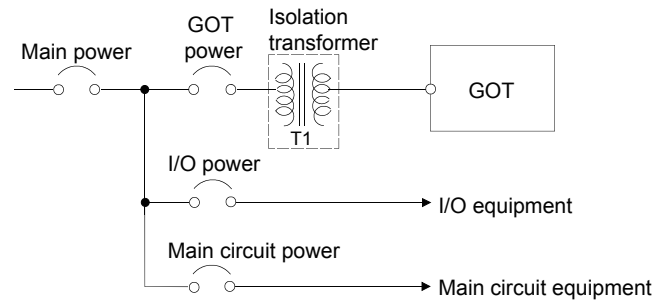 Main power
GOT
power
Isolation
transformer
T1
GOT
I/O power
I/O equipment
Main circuit power
Main circuit equipment